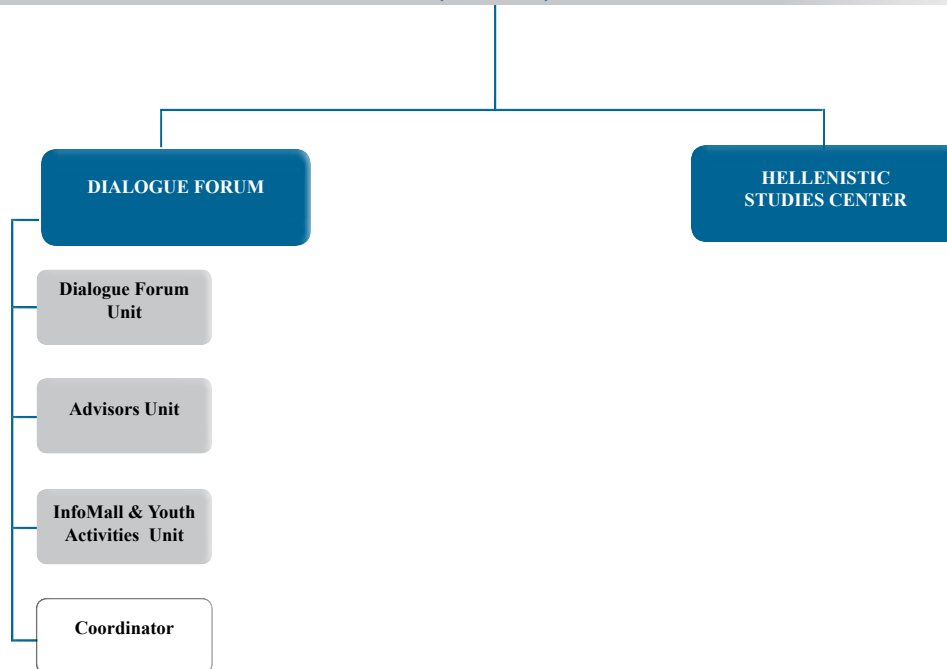 DIALOGUE FORUM
HELLENISTIC
STUDIES CENTER
Dialogue Forum
Unit
Advisors Unit
InfoMall & Youth
Activities Unit
Coordinator